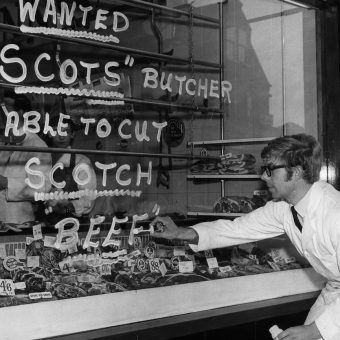 WANTED
"SCOTS" BUTCHER
ABLE TO CUT
SCOTCH
"BEEF"